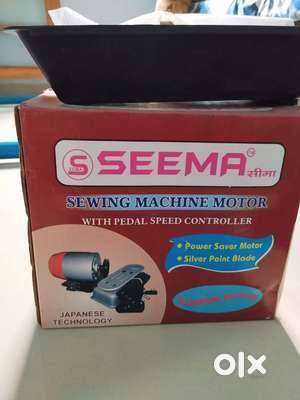 SEEMA
सीमा
SEWING MACHINE MOTOR
WITH PEDAL SPEED CONTROLLER
• Power Saver Motor
• Silver Point Blade
JAPANESE
TECHNOLOGY
OLX